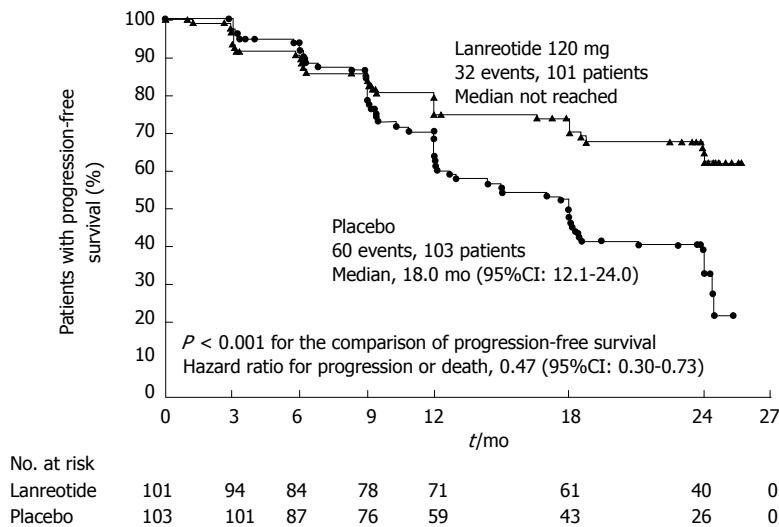 Patients with progression-free
survival (%)
100
90
80
70
60
50
40
30
20
10
0
Lanreotide 120 mg
32 events, 101 patients
Median not reached
Placebo
60 events, 103 patients
Median, 18.0 mo (95%CI: 12.1-24.0)
P < 0.001 for the comparison of progression-free survival
Hazard ratio for progression or death, 0.47 (95%CI: 0.30-0.73)
0 3 6 9 12 18 24 27
t/mo
No. at risk
Lanreotide 101 94 84 78 71 61 40 0
Placebo 103 101 87 76 59 43 26 0